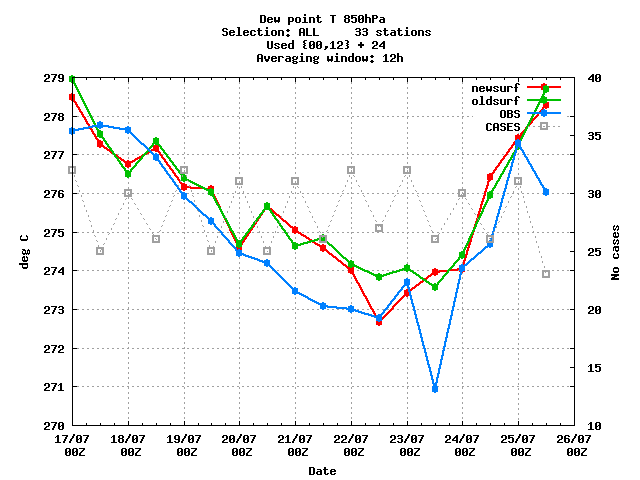 Dew point T 850hPa
Selection: ALL 33 stations
Used {00,12} + 24
Averaging window: 12h
newsurf
oldsurf
OBS
CASES
279
278
277
276
275
274
273
272
271
270
deg C
40
35
30
25
20
15
10
No cases
17/07 18/07 19/07 20/07 21/07 22/07 23/07 24/07 25/07 26/07
00Z 00Z 00Z 00Z 00Z 00Z 00Z 00Z 00Z 00Z
Date